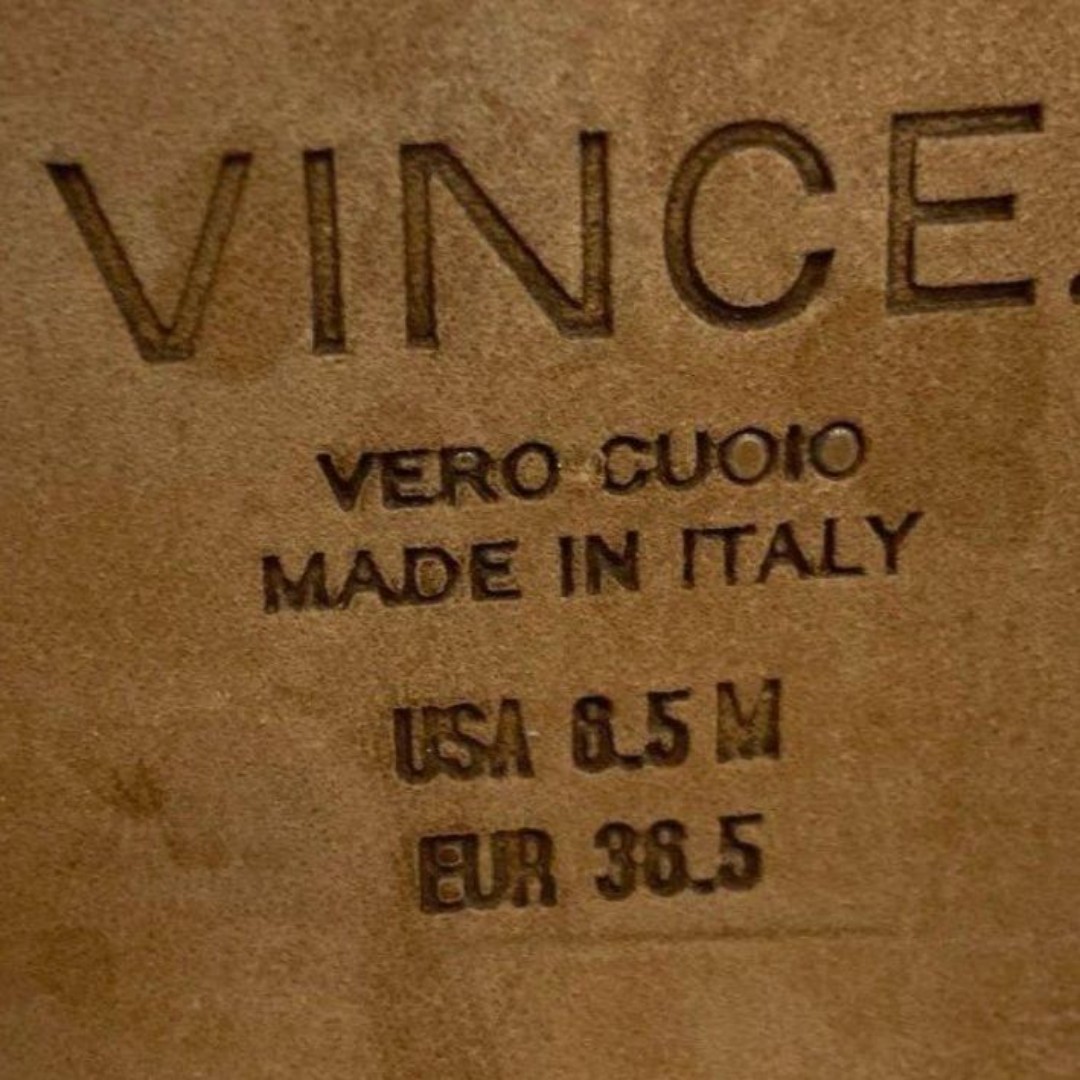 VINCE.
VERO CUOIO
MADE IN ITALY
USA 6.5 M
EUR 36.5